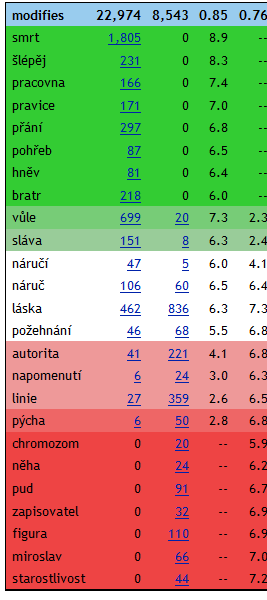 modifies 22,974 8,543 0.85 0.76
smrt 1,805 0 8.9 --
šlépěj 231 0 8.3 --
pracovna 166 0 7.4 --
pravice 171 0 7.0 --
přání 297 0 6.8 --
pohřeb 87 0 6.5 --
hněv 81 0 6.4 --
bratr 218 0 6.0 --
vůle 699 20 7.3 2.3
sláva 151 8 6.3 2.4
náručí 47 5 6.0 4.1
náruč 106 60 6.5 6.4
láska 462 836 6.3 7.3
požehnání 46 68 5.5 6.8
autorita 41 221 4.1 6.8
napomenutí 6 24 3.0 6.3
linie 27 359 2.6 6.5
pýcha 6 50 2.8 6.8
chromozom 0 20 -- 5.9
něha 0 24 -- 6.2
pud 0 91 -- 6.7
zapisovatel 0 32 -- 6.9
figura 0 110 -- 6.9
miroslav 0 66 -- 7.0
starostlivost 0 44 -- 7.2